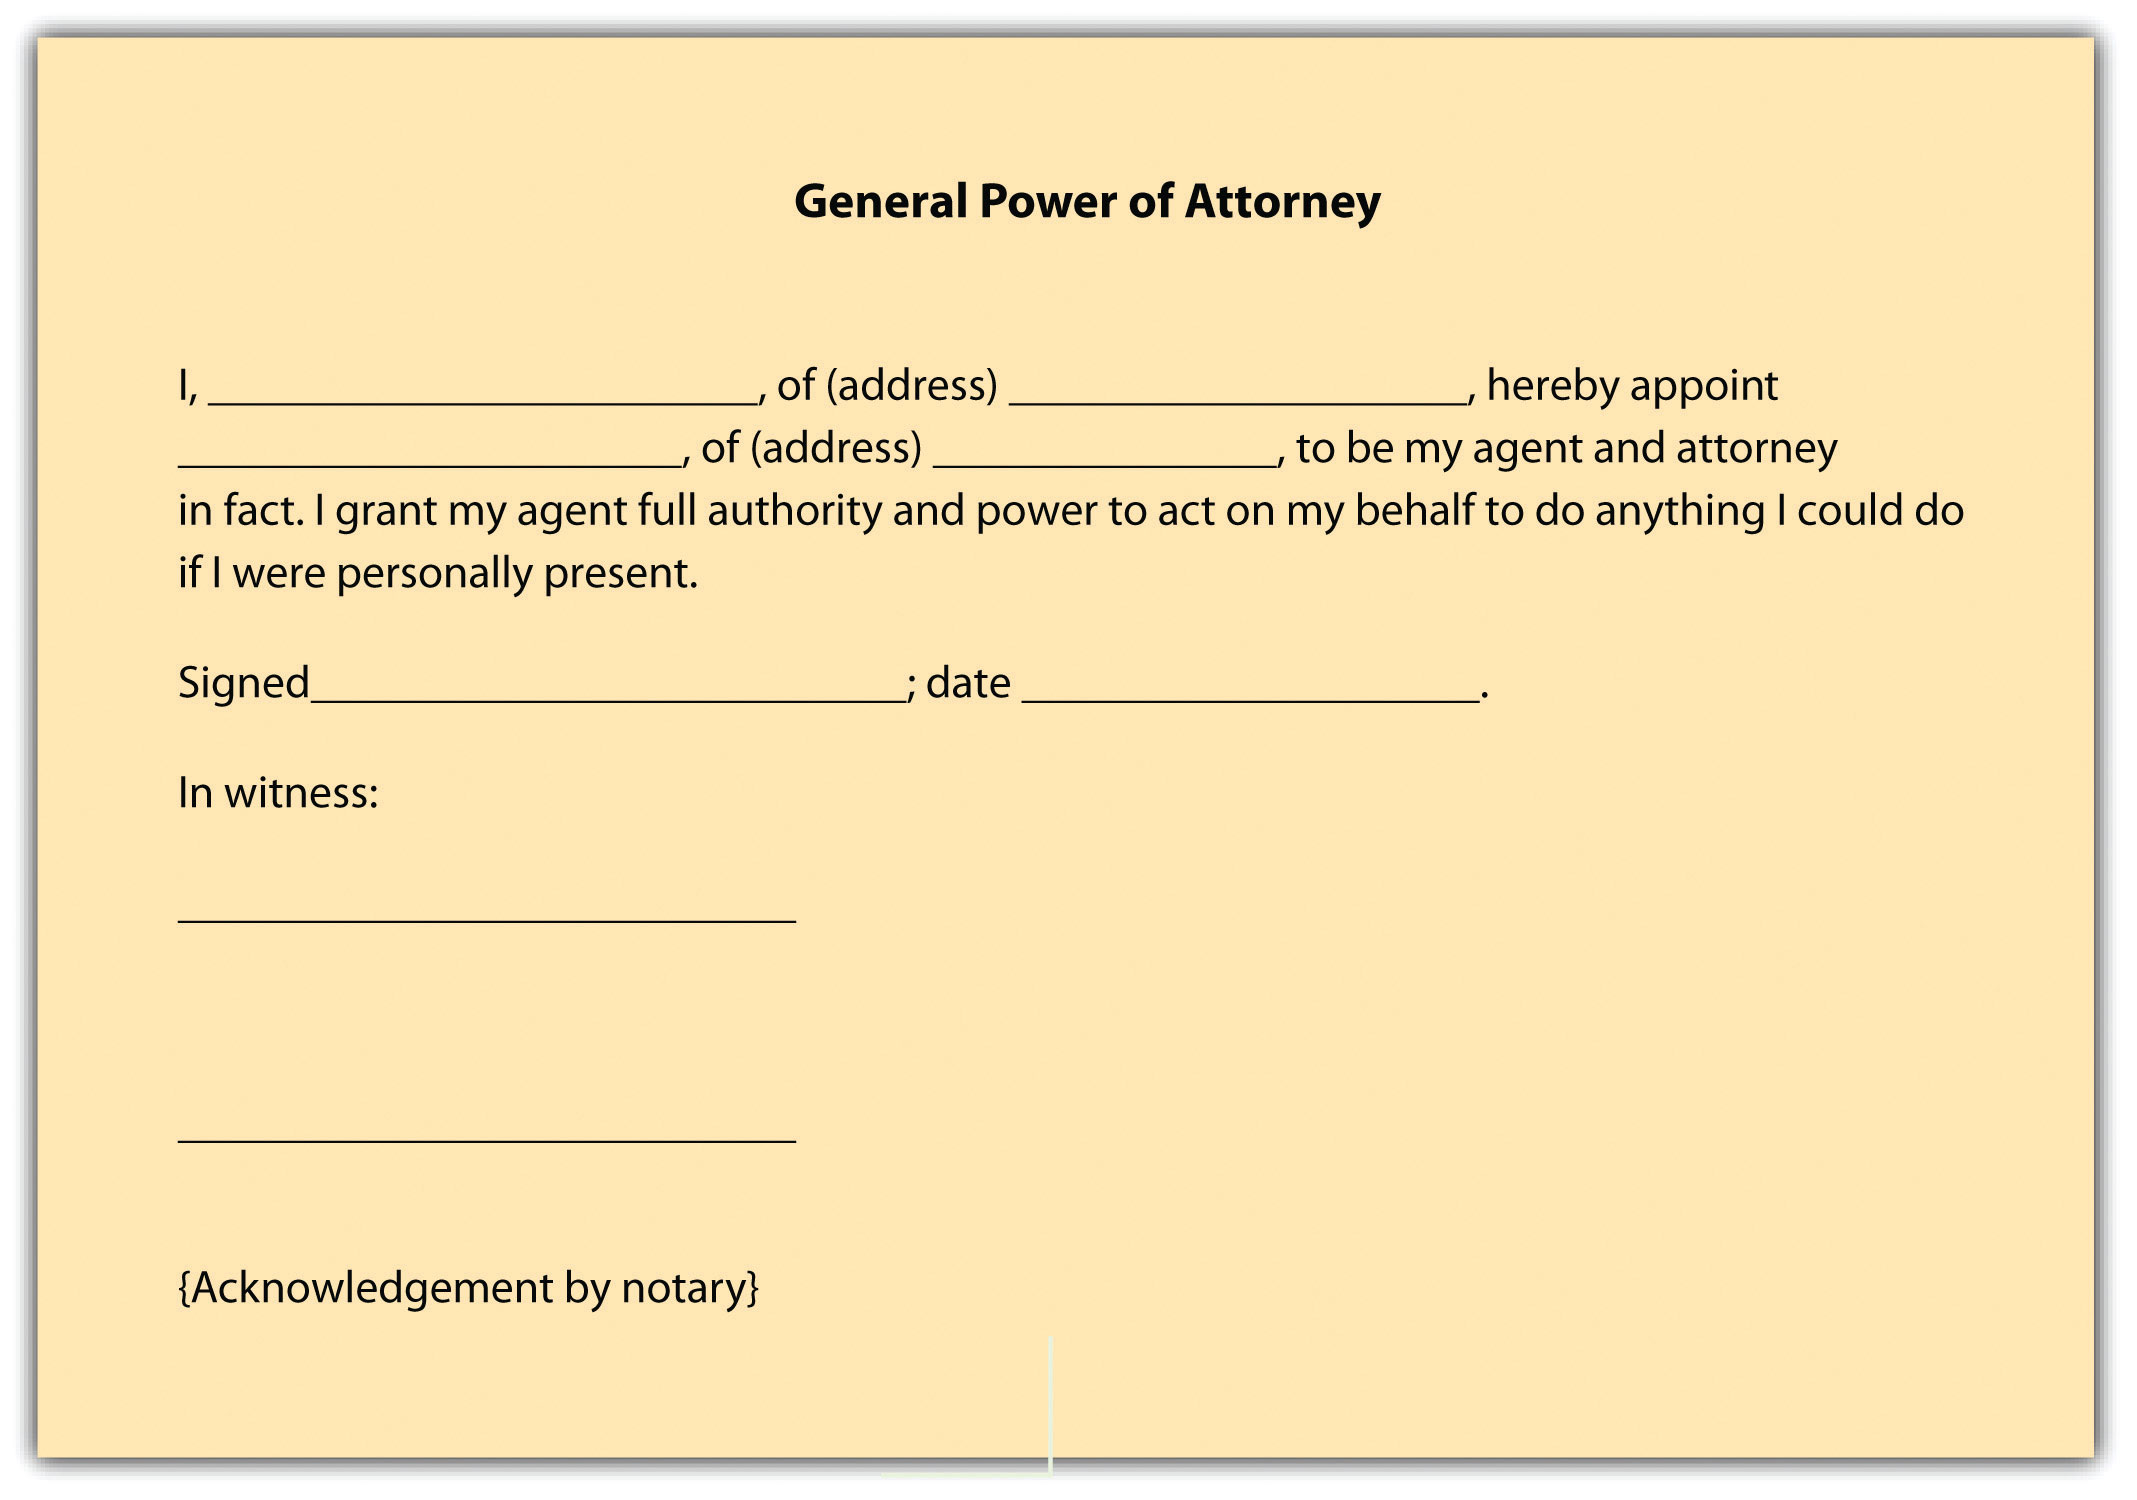 General Power of Attorney
I, ________________________, of (address) ____________________, hereby appoint
______________________, of (address) _______________, to be my agent and attorney
in fact. I grant my agent full authority and power to act on my behalf to do anything I could do
if I were personally present.
Signed__________________________; date ____________________.
In witness:
___________________________
___________________________
{Acknowledgement by notary}